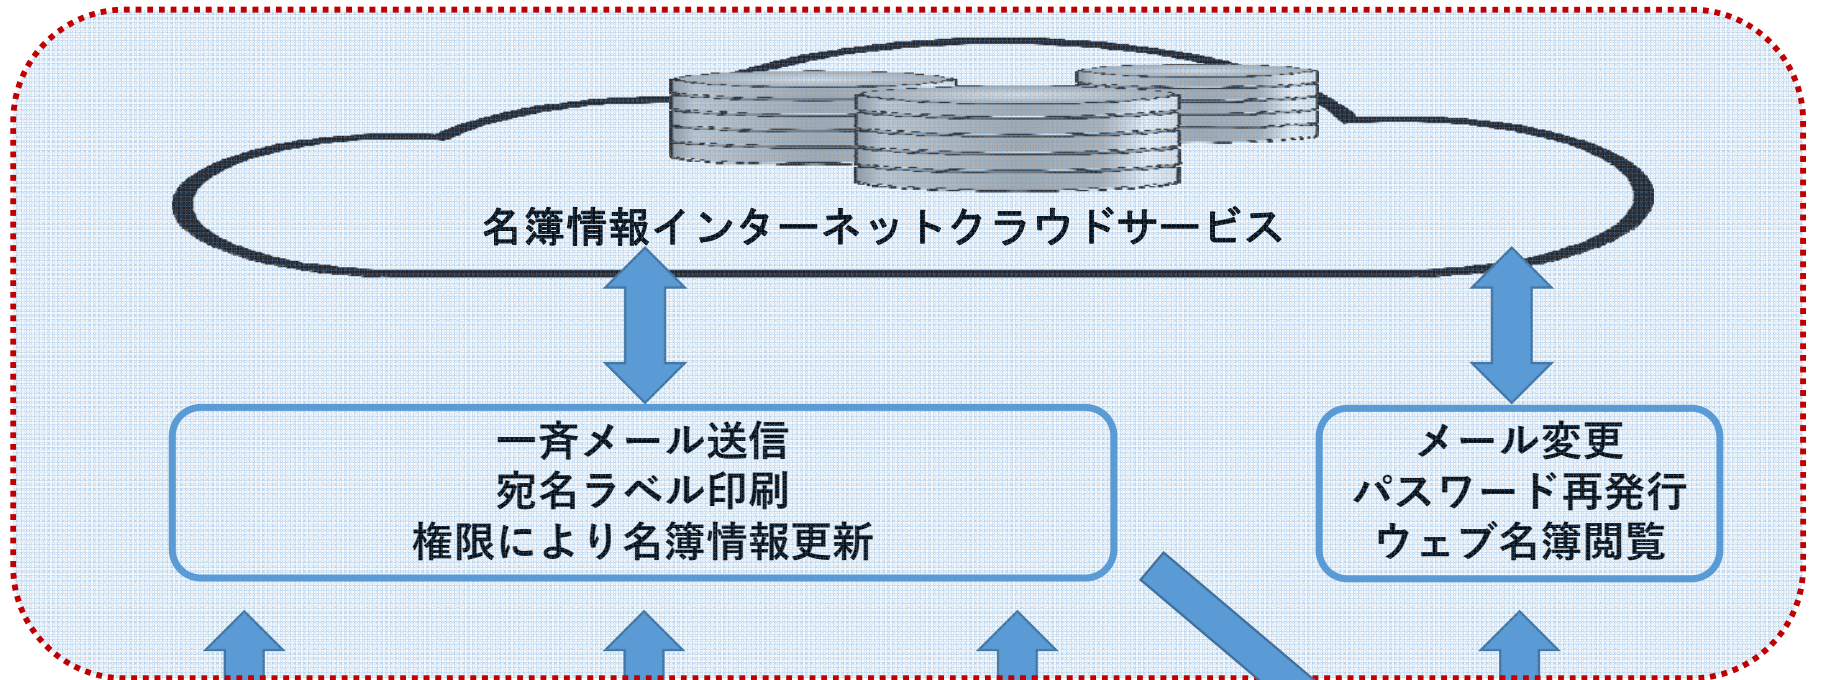 名簿情報インターネットクラウドサービス
一斉メール送信
宛名ラベル印刷
権限により名簿情報更新
メール変更
パスワード再発行
ウェブ名簿閲覧